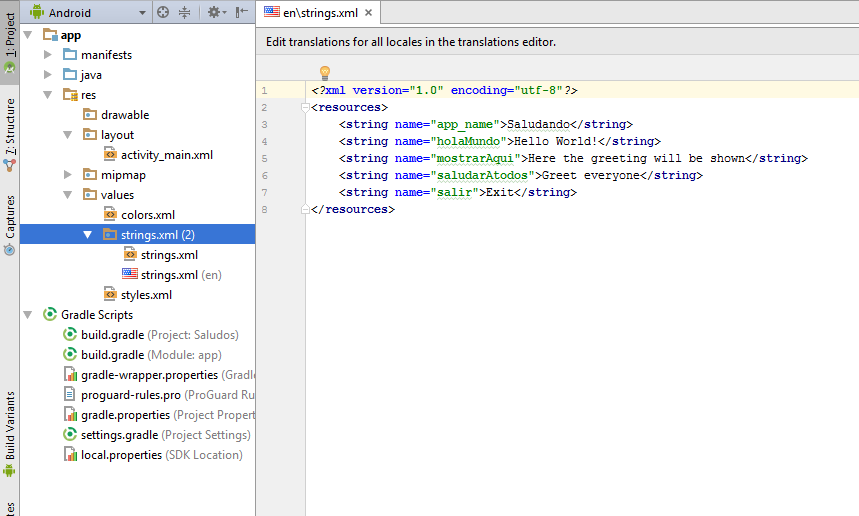 1: Project
Z: Structure
Captures
Build Variants
Android
app
manifests
java
res
drawable
layout
activity_main.xml
mipmap
values
colors.xml
strings.xml (2)
strings.xml
strings.xml (en)
styles.xml
Gradle Scripts
build.gradle (Project: Saludos)
build.gradle (Module: app)
gradle-wrapper.properties (Gradle
proguard-rules.pro (ProGuard Ru
gradle.properties (Project Propert
settings.gradle (Project Settings)
local.properties (SDK Location)
en\strings.xml
Edit translations for all locales in the translations editor.
1 <?xml version="1.0" encoding="utf-8"?>
2 <resources>
3 <string name="app_name">Saludando</string>
4 <string name="holaMundo">Hello World!</string>
5 <string name="mostrarAqui">Here the greeting will be shown</string>
6 <string name="saludarAtodos">Greet everyone</string>
7 <string name="salir">Exit</string>
8 </resources>